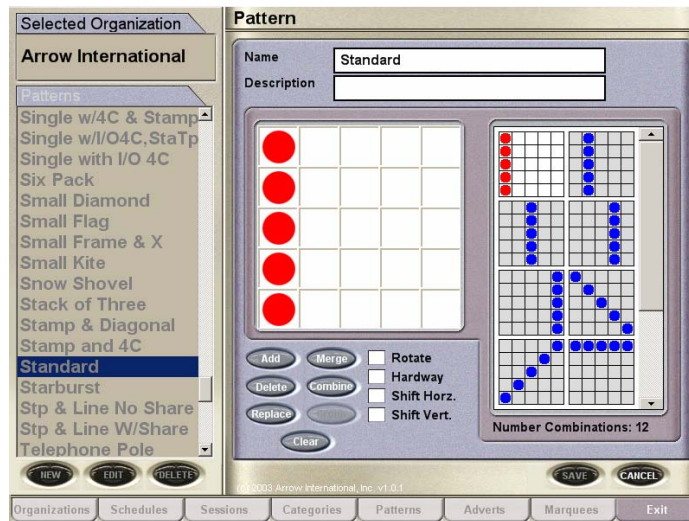 Selected Organization
Arrow International
Patterns
Single w/4C & Stamp
Single w/I/O4C,StaTp
Single with I/O 4C
Six Pack
Small Diamond
Small Flag
Small Frame & X
Small Kite
Snow Shovel
Stack of Three
Stamp & Diagonal
Stamp and 4C
Standard
Starburst
Stp & Line No Share
Stp & Line W/Share
Telephone Pole
NEW EDIT DELETE
Pattern
Name Standard
Description
Add Merge Rotate
Hardway
Delete Combine Shift Horz.
Replace Group Shift Vert.
Clear
Number Combinations: 12
(c) 2003 Arrow International, Inc. v1.0.1
SAVE CANCEL
Organizations Schedules Sessions Categories Patterns Adverts Marquees Exit